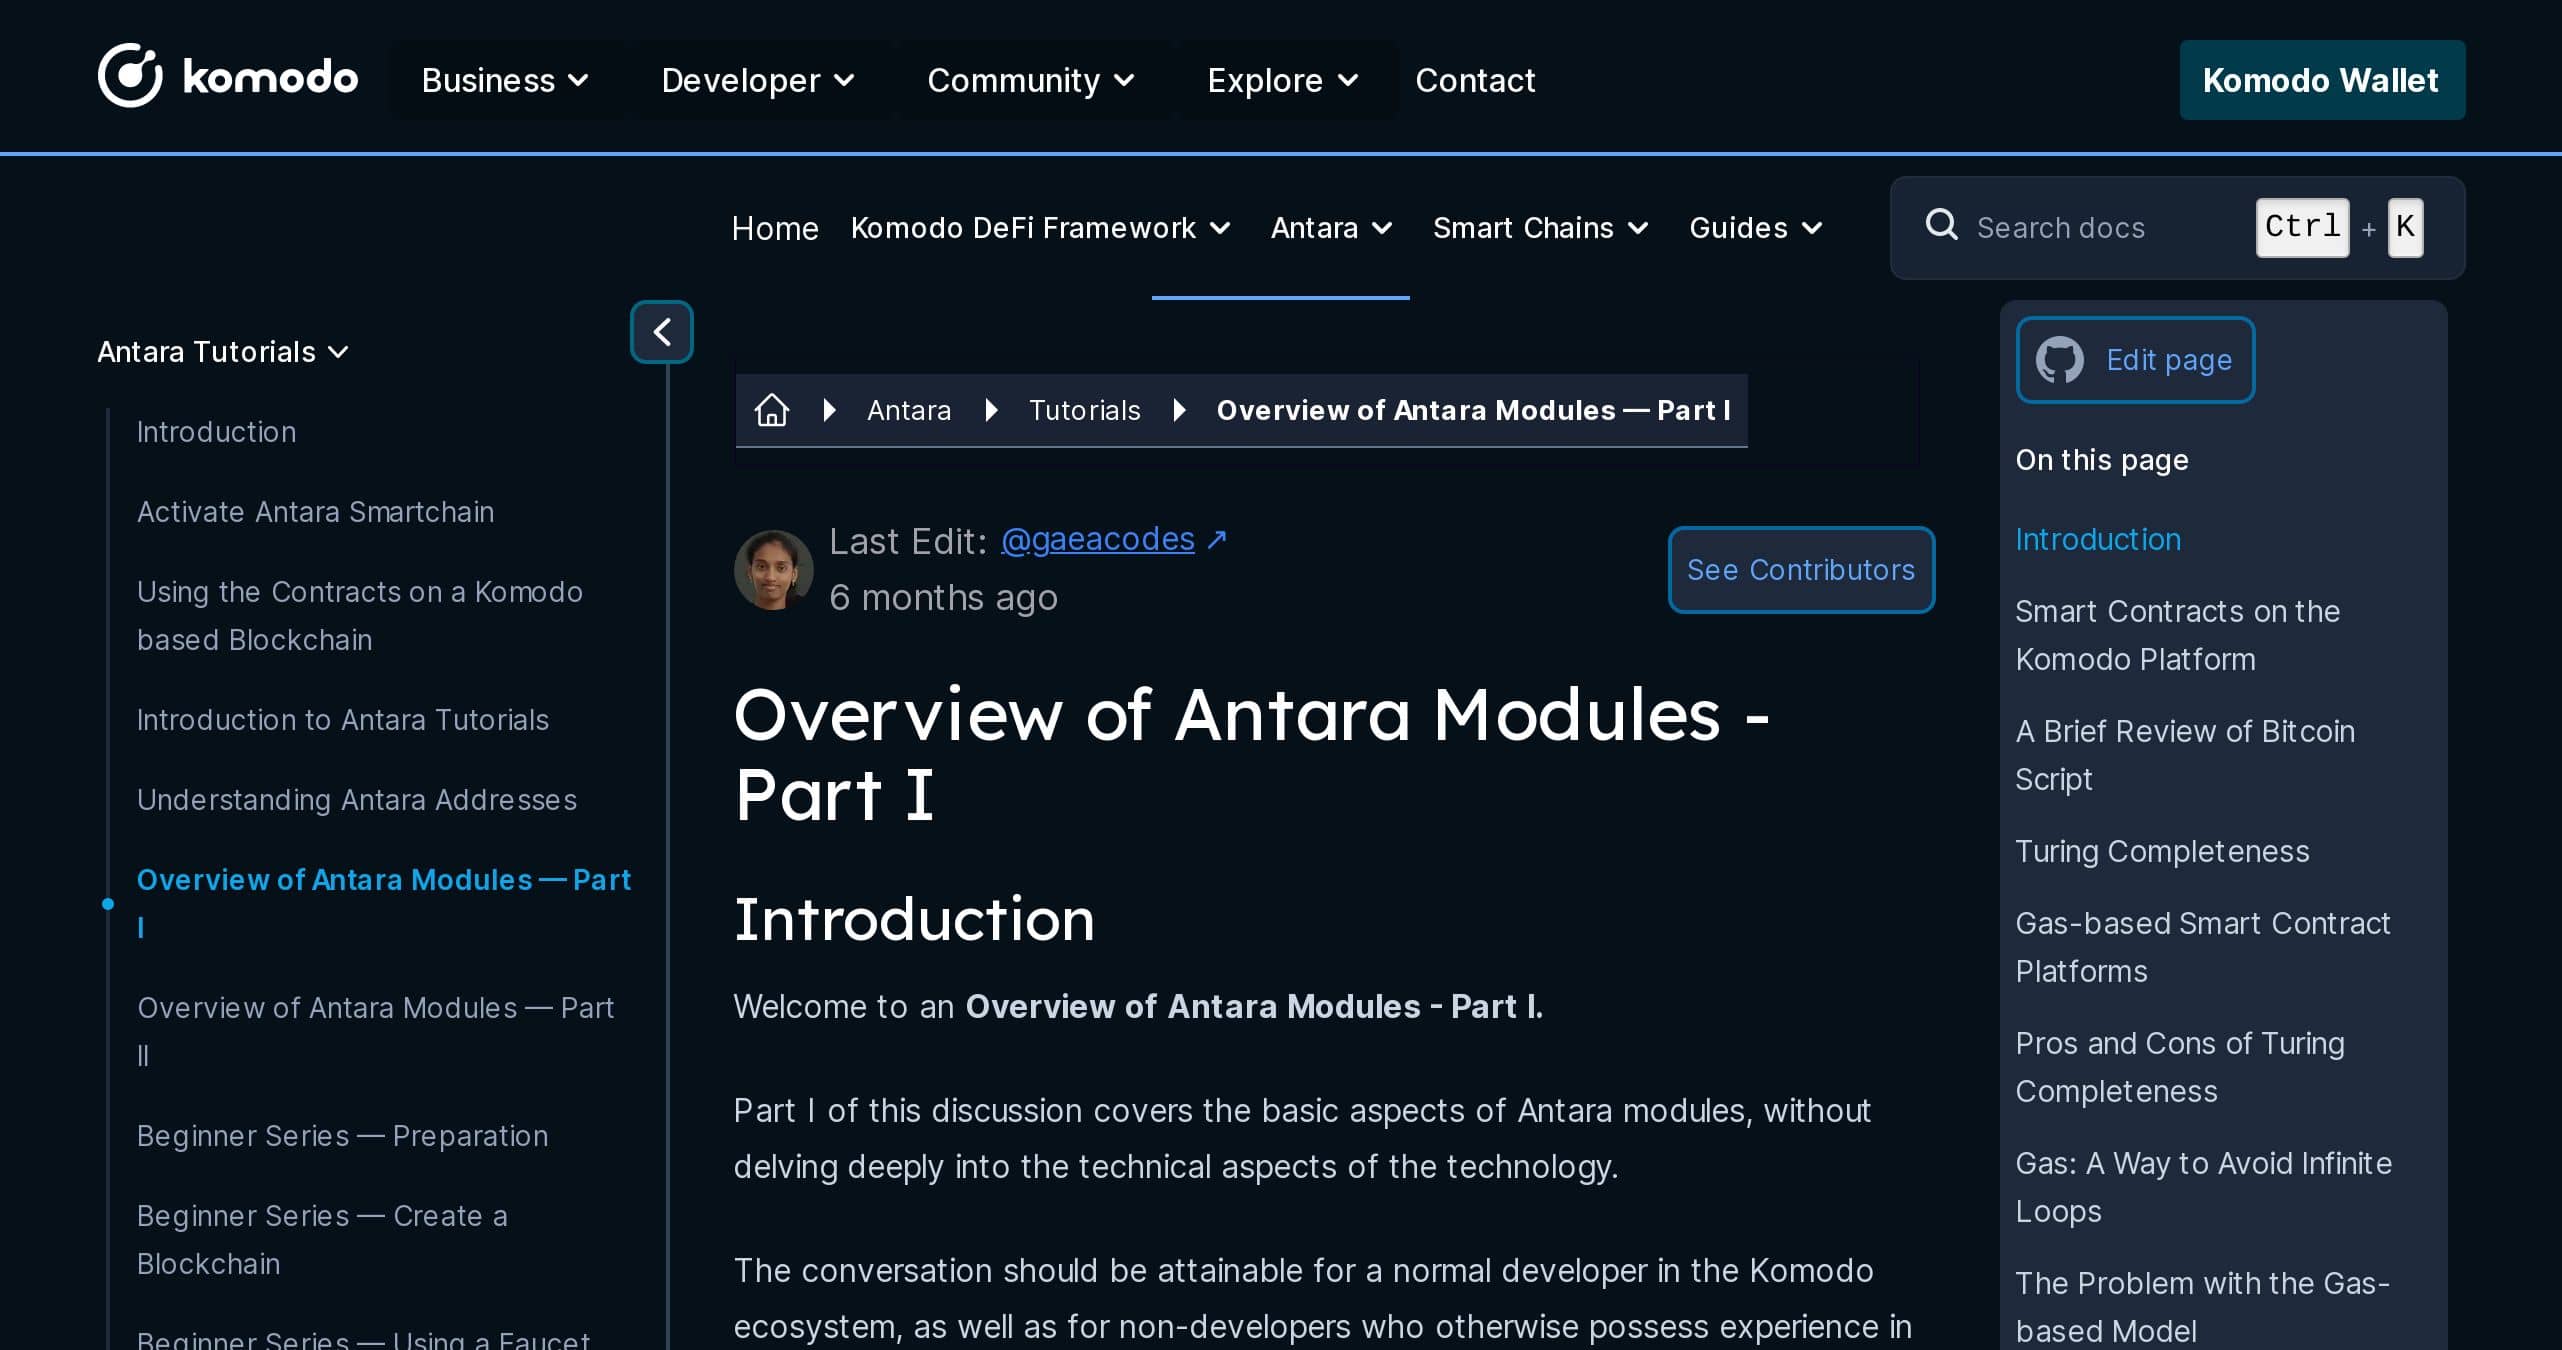 komodo Business Developer Community Explore Contact Komodo Wallet
Home Komodo DeFi Framework Antara Smart Chains Guides Search docs Ctrl + K
Antara Tutorials
Introduction
Activate Antara Smartchain
Using the Contracts on a Komodo
based Blockchain
Introduction to Antara Tutorials
Understanding Antara Addresses
Overview of Antara Modules — Part
I
Overview of Antara Modules — Part
II
Beginner Series — Preparation
Beginner Series — Create a
Blockchain
Beginner Series — Using a Faucet
Antara Tutorials Overview of Antara Modules — Part I
Last Edit: @gaeacodes ↗
6 months ago
See Contributors
Overview of Antara Modules -
Part I
Introduction
Welcome to an Overview of Antara Modules - Part I.
Part I of this discussion covers the basic aspects of Antara modules, without
delving deeply into the technical aspects of the technology.
The conversation should be attainable for a normal developer in the Komodo
ecosystem, as well as for non-developers who otherwise possess experience in
Edit page
On this page
Introduction
Smart Contracts on the
Komodo Platform
A Brief Review of Bitcoin
Script
Turing Completeness
Gas-based Smart Contract
Platforms
Pros and Cons of Turing
Completeness
Gas: A Way to Avoid Infinite
Loops
The Problem with the Gas-
based Model